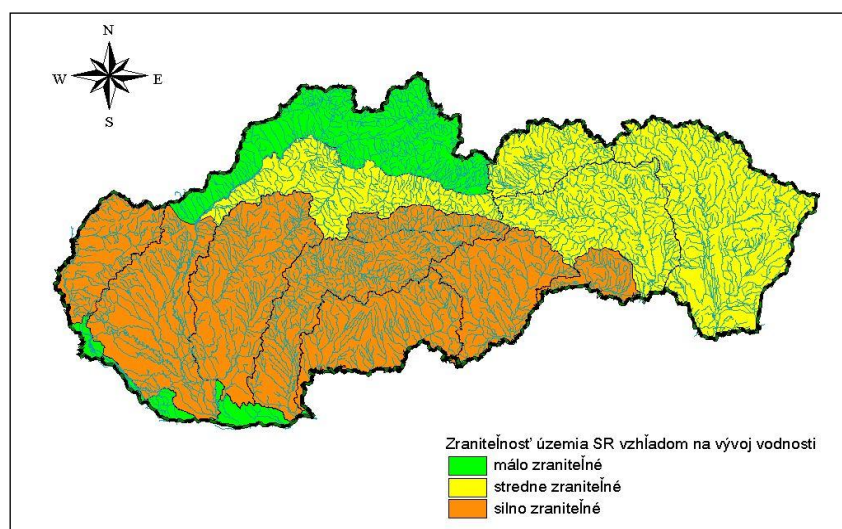 N
W E
S
Zraniteľnosť územia SR vzhľadom na vývoj vodnosti
málo zraniteľné
stredne zraniteľné
silno zraniteľné